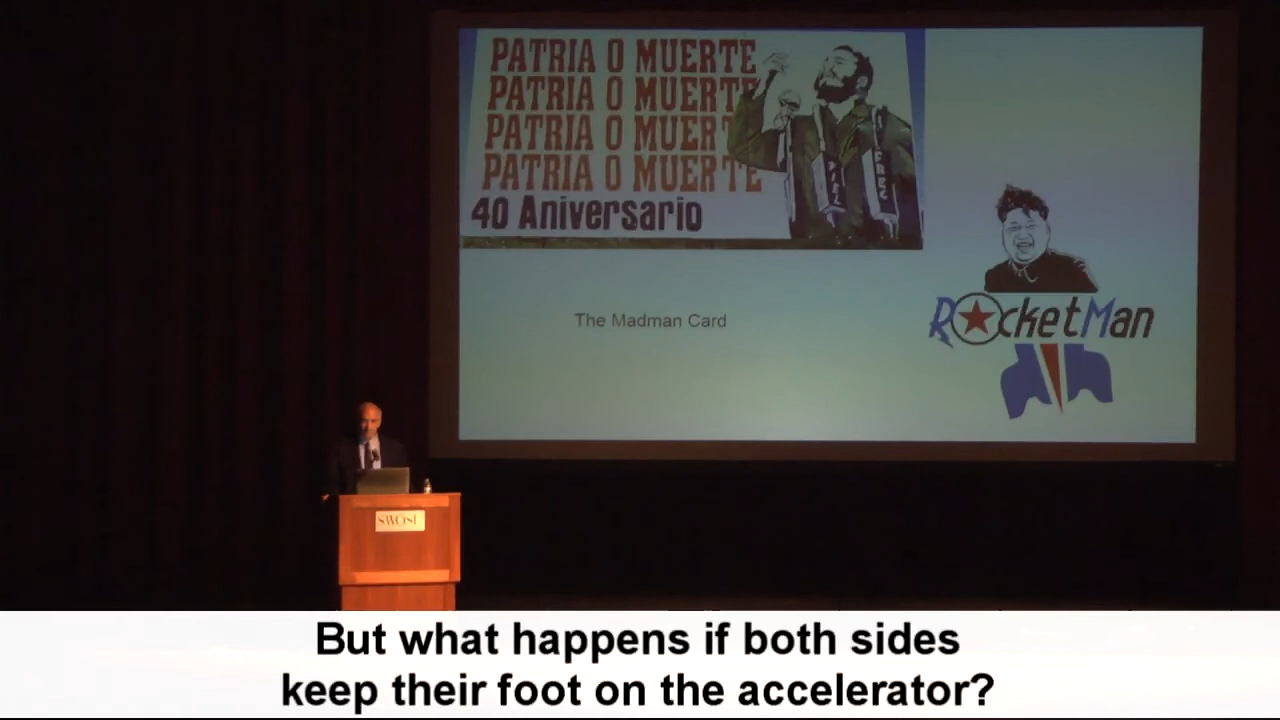 PATRIA O MUERTE
PATRIA O MUERTE
PATRIA O MUERTE
PATRIA O MUERTE
40 Aniversario
The Madman Card
RocketMan
SWOSU
But what happens if both sides
keep their foot on the accelerator?